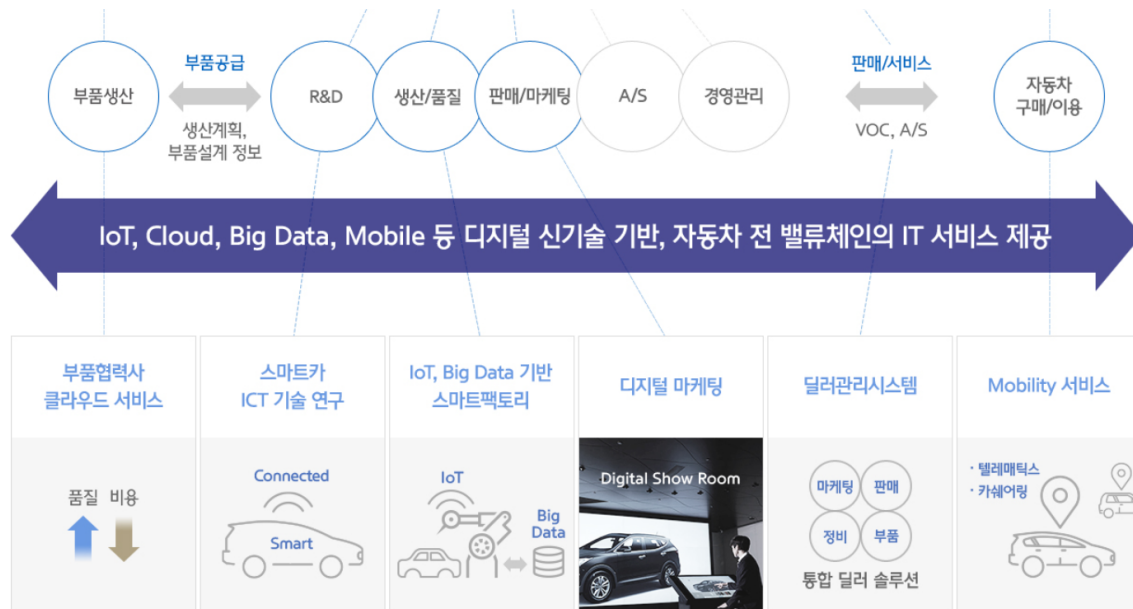 부품생산
부품공급
생산계획,
부품설계 정보
R&D
생산/품질
판매/마케팅
A/S
경영관리
판매/서비스
VOC, A/S
자동차
구매/이용
IoT, Cloud, Big Data, Mobile 등 디지털 신기술 기반, 자동차 전 밸류체인의 IT 서비스 제공
부품협력사
클라우드 서비스
품질 비용
스마트카
ICT 기술 연구
Connected
Smart
IoT, Big Data 기반
스마트팩토리
IoT
Big
Data
디지털 마케팅
Digital Show Room
딜러관리시스템
마케팅 판매
정비 부품
통합 딜러 솔루션
Mobility 서비스
· 텔레매틱스
· 카쉐어링